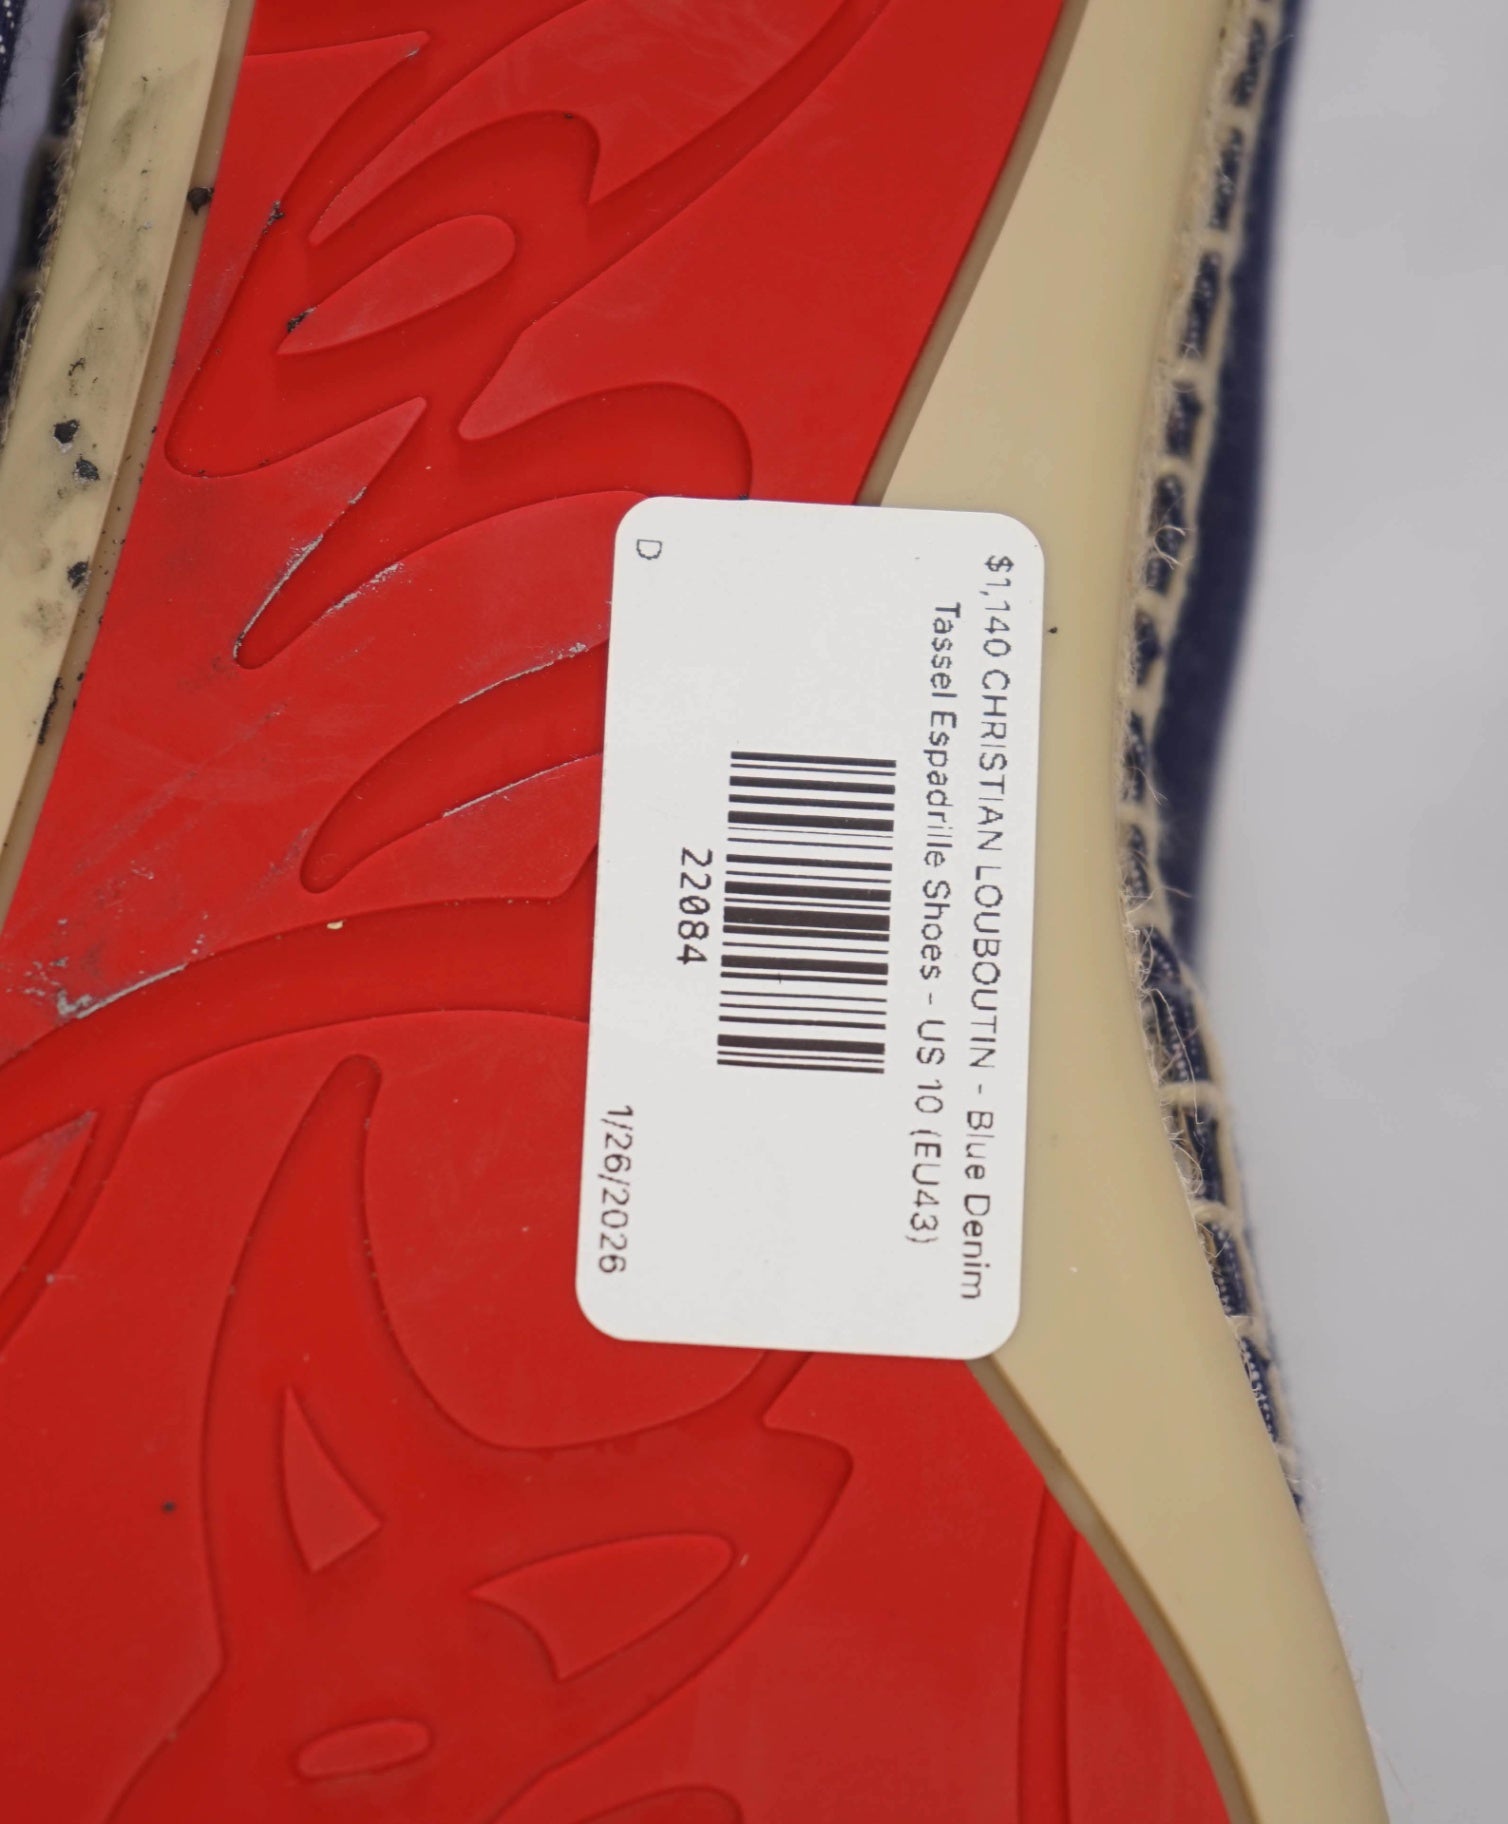 $1,140 CHRISTIAN LOUBOUTIN - Blue Denim
Tassel Espadrille Shoes - US 10 (EU43)
22084
D
1/26/2026